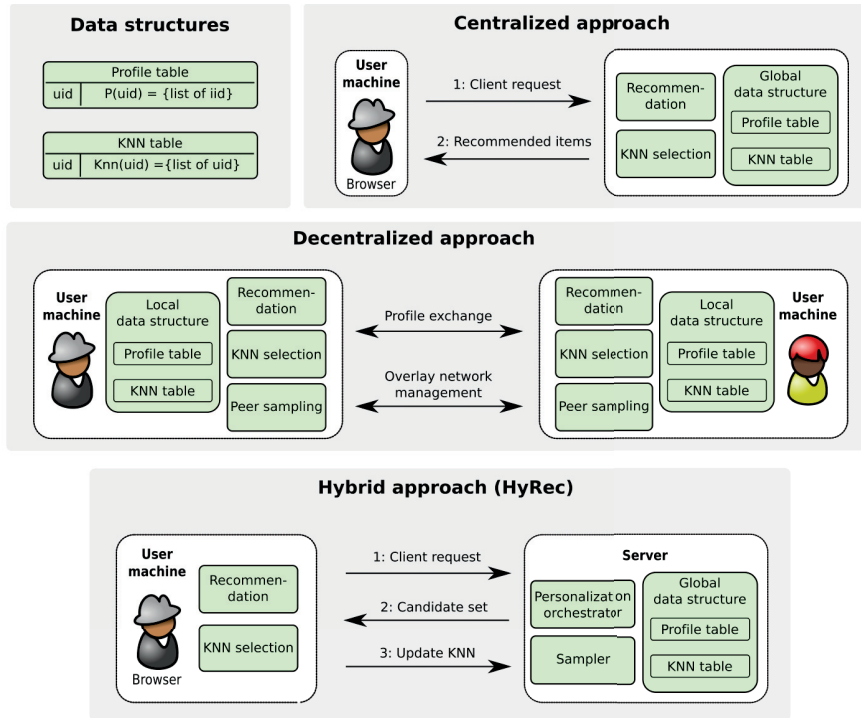 Data structures
Profile table
uid P(uid) = {list of iid}
KNN table
uid Knn(uid) ={list of uid}
Centralized approach
User
machine
Browser
1: Client request
2: Recommended items
Recommen-
dation
KNN selection
Global
data structure
Profile table
KNN table
Decentralized approach
User
machine
Local
data structure
Profile table
KNN table
Recommen-
dation
KNN selection
Peer sampling
Profile exchange
Overlay network
management
Recommen-
dation
KNN selection
Peer sampling
Local
data structure
Profile table
KNN table
User
machine
Hybrid approach (HyRec)
User
machine
Browser
Recommen-
dation
KNN selection
1: Client request
2: Candidate set
3: Update KNN
Server
Personalization
orchestrator
Sampler
Global
data structure
Profile table
KNN table